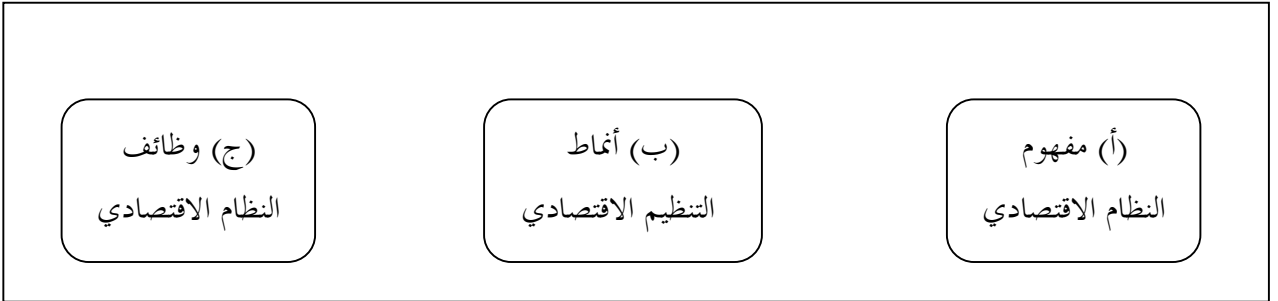 (أ) مفهوم
النظام الاقتصادي
(ب) أنماط
التنظيم الاقتصادي
(ج) وظائف
النظام الاقتصادي